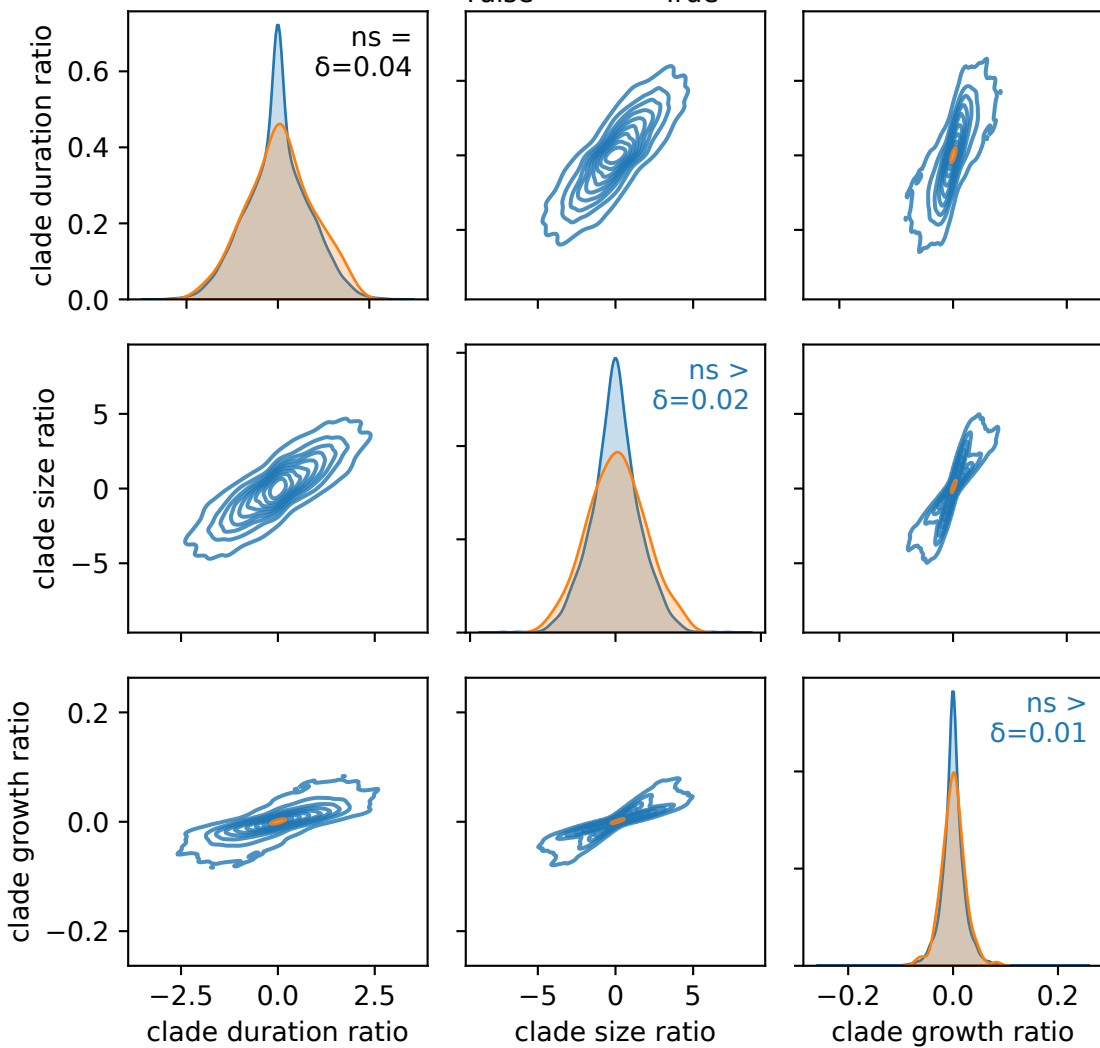 clade duration ratio
0.6
0.4
0.2
0.0
ns =
δ=0.04
clade size ratio
5
0
−5
ns >
δ=0.02
clade growth ratio
0.2
0.0
−0.2
ns >
δ=0.01
−2.5 0.0 2.5
−5 0 5
−0.2 0.0 0.2
clade duration ratio
clade size ratio
clade growth ratio